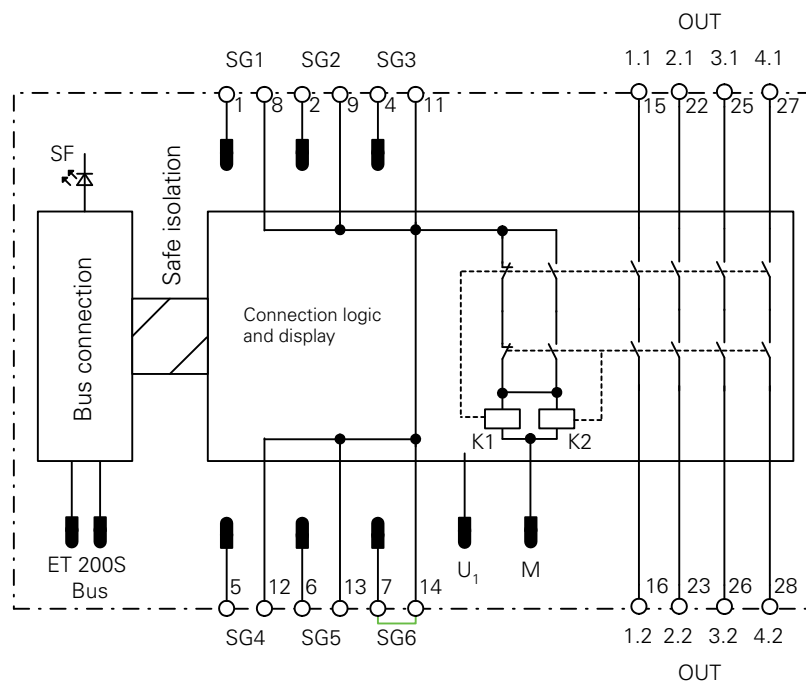 OUT
SG1 SG2 SG3 1.1 2.1 3.1 4.1
1 8 2 9 4 11 15 22 25 27
SF
Safe isolation
Bus connection
Connection logic
and display
K1 K2
ET 200S
Bus
U1 M
5 12 6 13 7 14 16 23 26 28
SG4 SG5 SG6 1.2 2.2 3.2 4.2
OUT